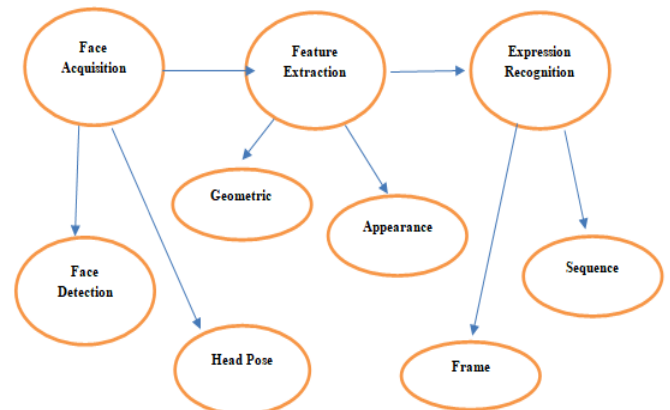 Face
Acquisition
Feature
Extraction
Expression
Recognition
Geometric
Appearance
Face
Detection
Sequence
Head Pose
Frame